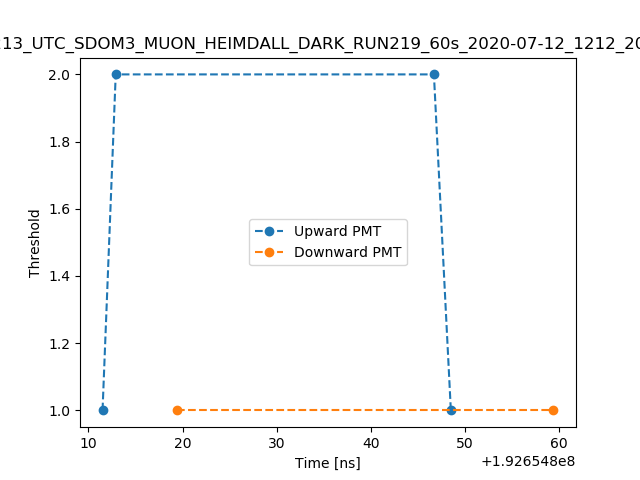 13_UTC_SDOM3_MUON_HEIMDALL_DARK_RUN219_60s_2020-07-12_1212_20
2.0
1.8
1.6
1.4
1.2
1.0
Threshold
Upward PMT
Downward PMT
10 20 30 40 50 60
Time [ns]
+1.926548e8